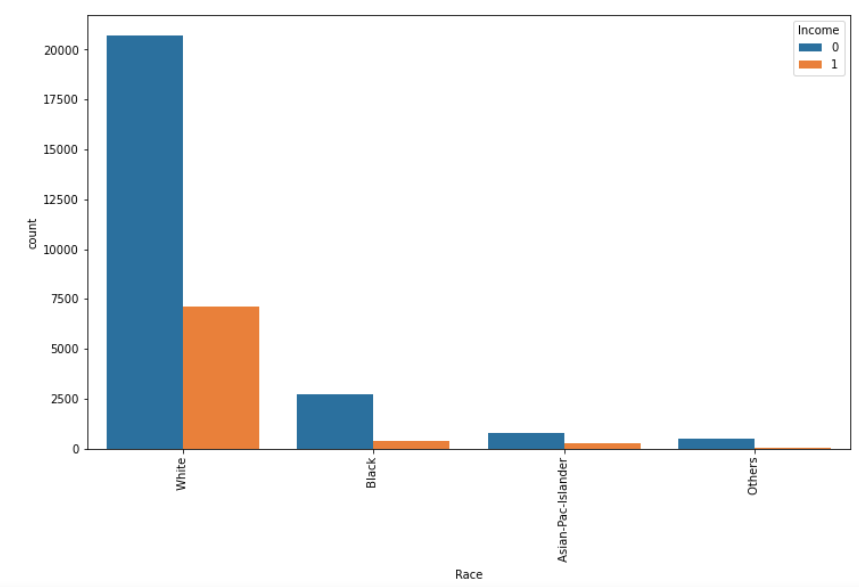 Income
0
1
20000
17500
15000
12500
10000
7500
5000
2500
0
count
White
Black
Asian-Pac-Islander
Others
Race